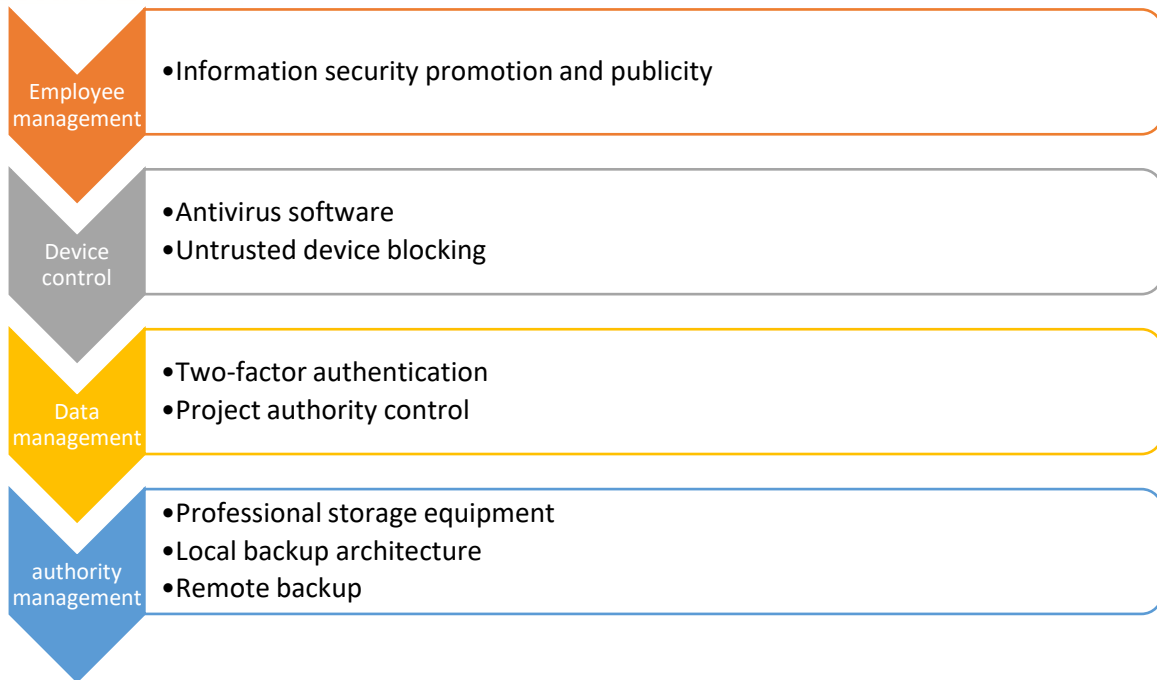 Employee
management
•Information security promotion and publicity
Device
control
•Antivirus software
•Untrusted device blocking
Data
management
•Two-factor authentication
•Project authority control
authority
management
•Professional storage equipment
•Local backup architecture
•Remote backup